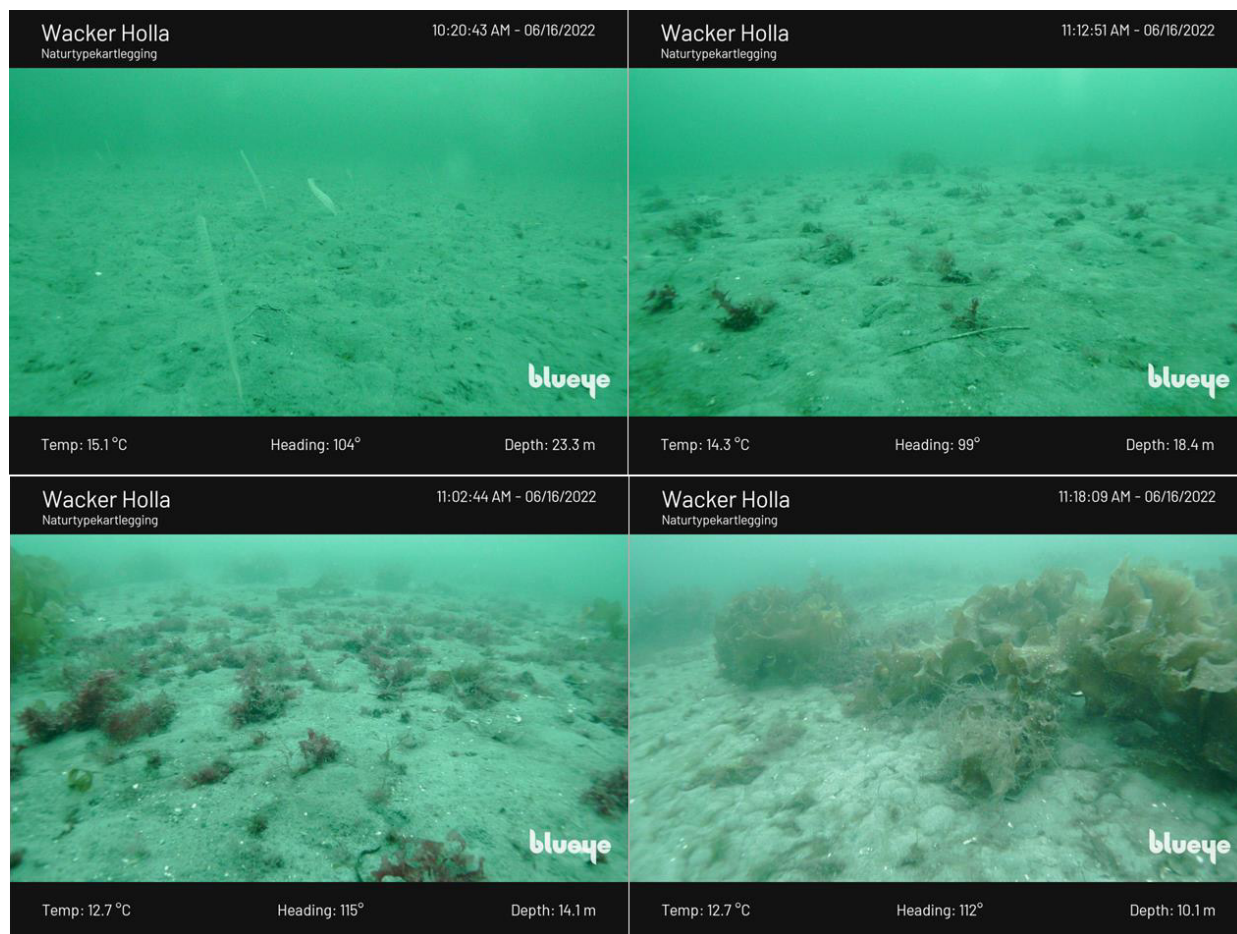 Wacker Holla
10:20:43 AM - 06/16/2022
Naturtypekartlegging
blueye
Temp: 15.1 °C
Heading: 104°
Depth: 23.3 m
Wacker Holla
11:12:51 AM - 06/16/2022
Naturtypekartlegging
blueye
Temp: 14.3 °C
Heading: 99°
Depth: 18.4 m
Wacker Holla
11:02:44 AM - 06/16/2022
Naturtypekartlegging
blueye
Temp: 12.7 °C
Heading: 115°
Depth: 14.1 m
Wacker Holla
11:18:09 AM - 06/16/2022
Naturtypekartlegging
blueye
Temp: 12.7 °C
Heading: 112°
Depth: 10.1 m